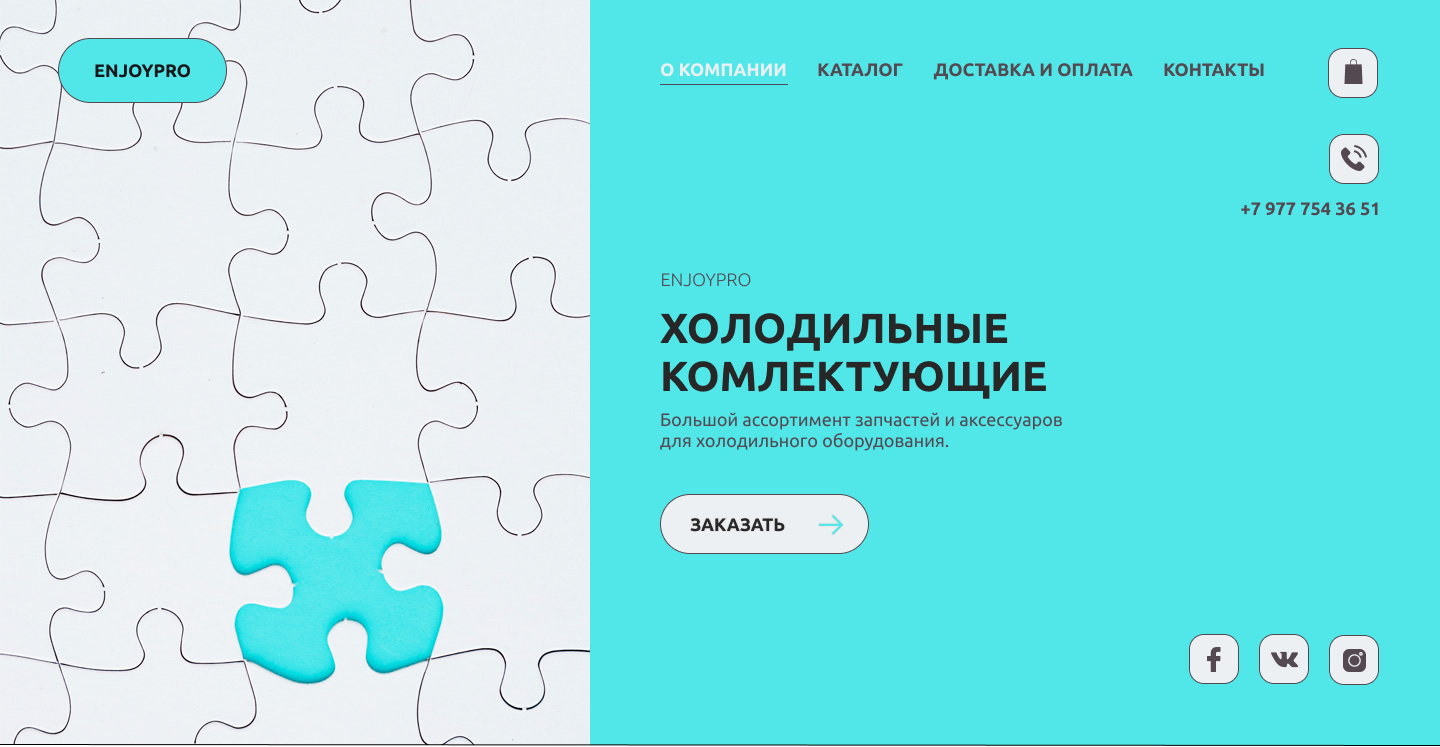 ENJOYPRO
О КОМПАНИИ КАТАЛОГ ДОСТАВКА И ОПЛАТА КОНТАКТЫ
+7 977 754 36 51
ENJOYPRO
ХОЛОДИЛЬНЫЕ
КОМЛЕКТУЮЩИЕ
Большой ассортимент запчастей и аксессуаров
для холодильного оборудования.
ЗАКАЗАТЬ